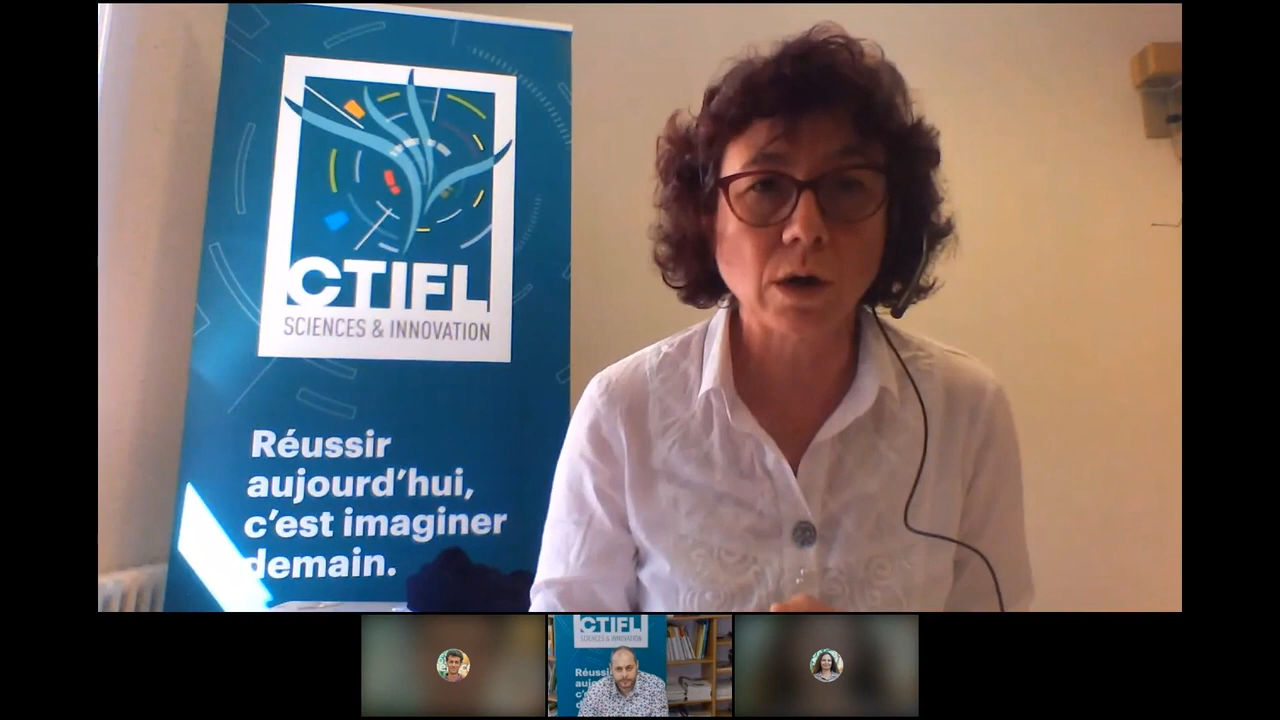 CTIFL
SCIENCES & INNOVATION
Réussir
aujourd'hui,
c'est imaginer
demain.
CTIFL
SCIENCES & INNOVATION